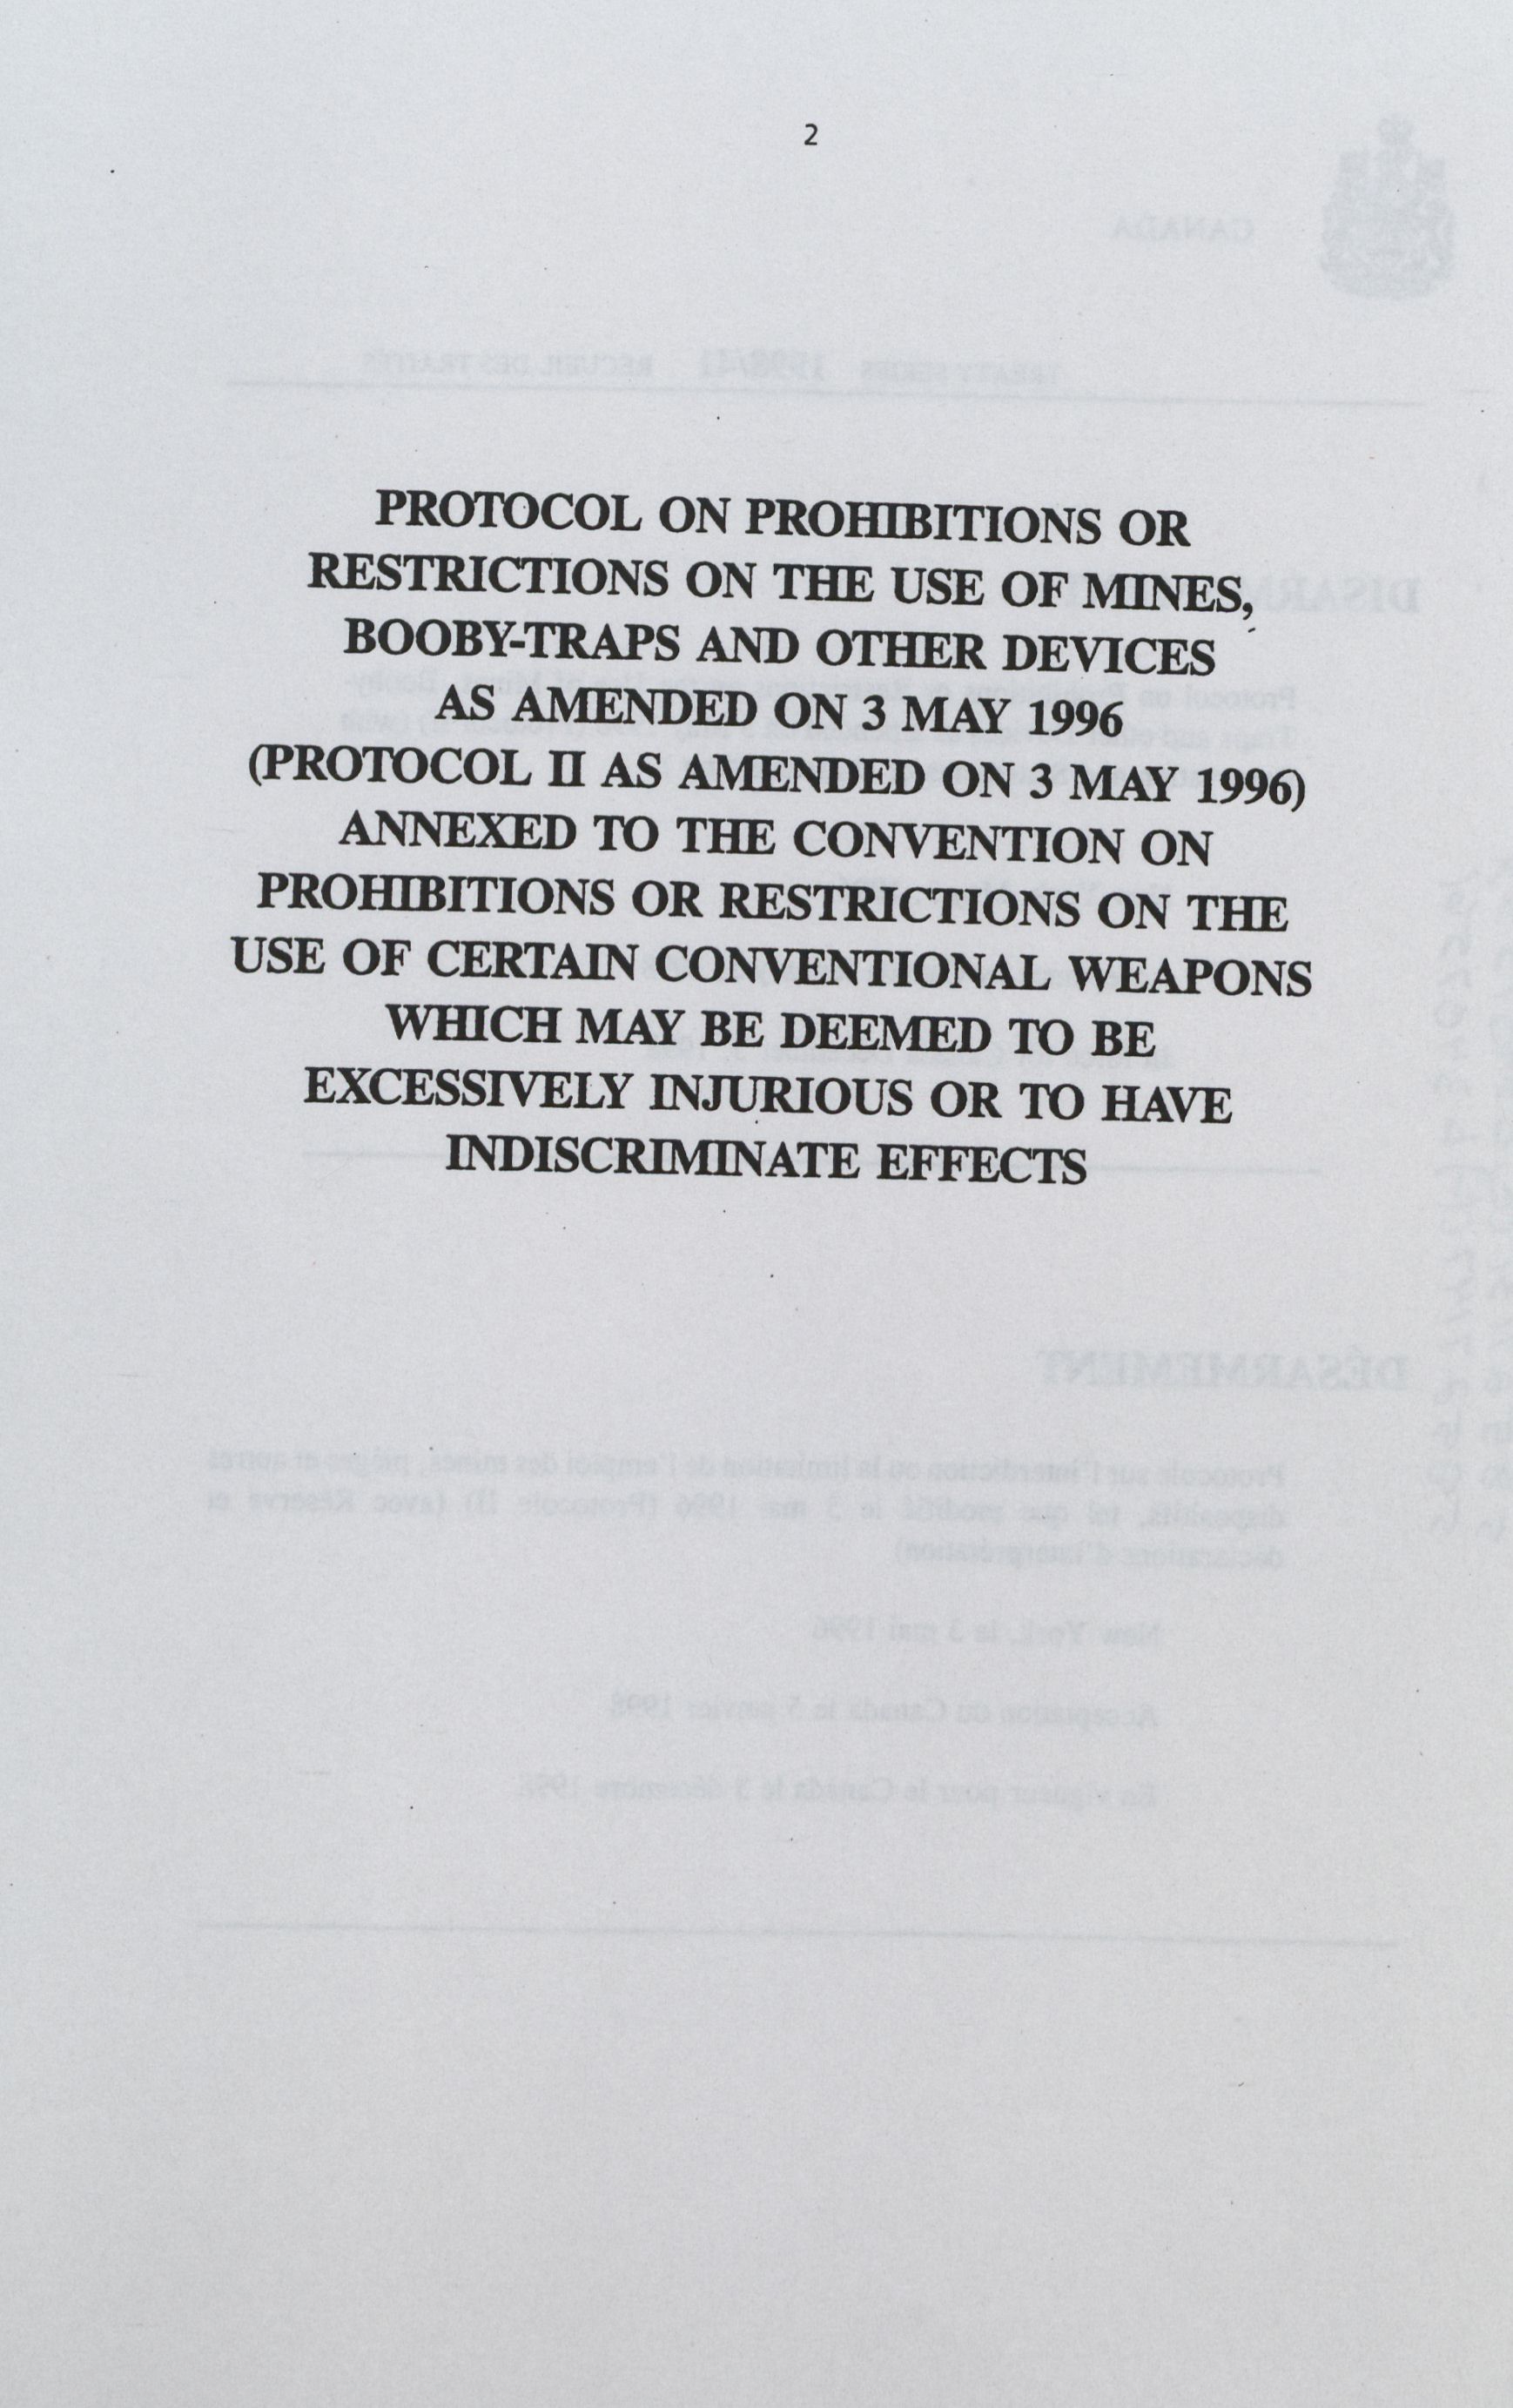 2
PROTOCOL ON PROHIBITIONS OR
RESTRICTIONS ON THE USE OF MINES,
BOOBY-TRAPS AND OTHER DEVICES
AS AMENDED ON 3 MAY 1996
(PROTOCOL II AS AMENDED ON 3 MAY 1996)
ANNEXED TO THE CONVENTION ON
PROHIBITIONS OR RESTRICTIONS ON THE
USE OF CERTAIN CONVENTIONAL WEAPONS
WHICH MAY BE DEEMED TO BE
EXCESSIVELY INJURIOUS OR TO HAVE
INDISCRIMINATE EFFECTS